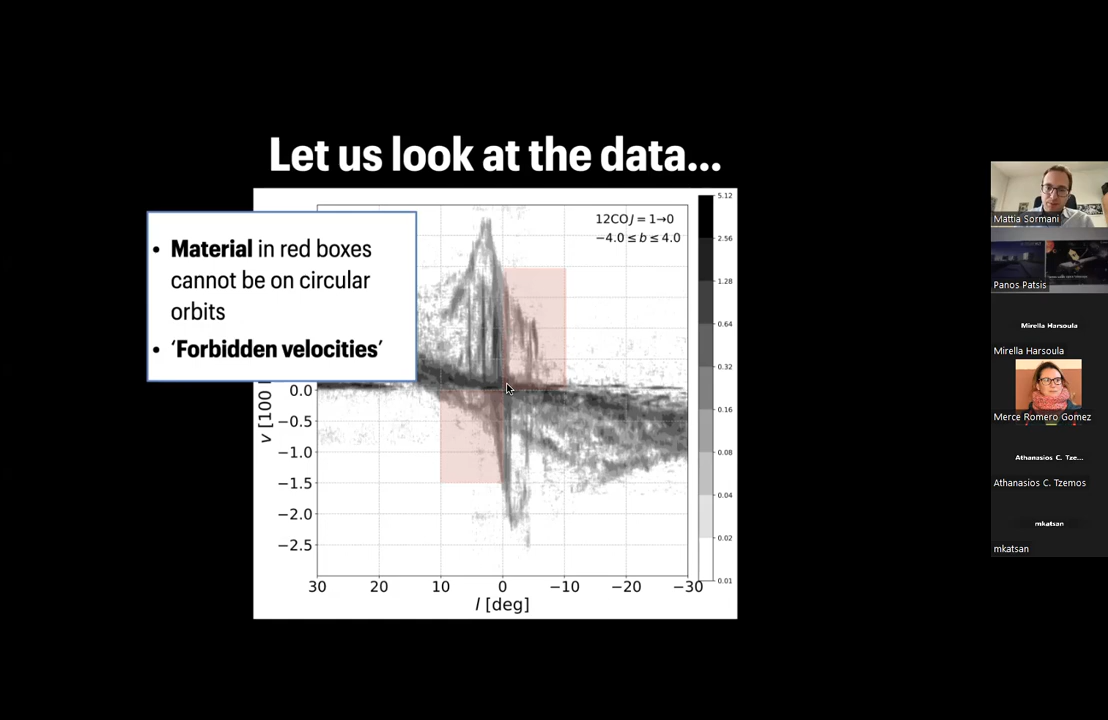 Let us look at the data...
• Material in red boxes
cannot be on circular
orbits
• ‘Forbidden velocities’
12CO J = 1→0
−4.0 ≤ b ≤ 4.0
5.12
2.56
1.28
0.64
0.32
0.16
0.08
0.04
0.02
0.01
v [100
0.0
−0.5
−1.0
−1.5
−2.0
−2.5
30 20 10 0 −10 −20 −30
l [deg]
Mattia Sormani
Panos Patsis
Mirella Harsoula
Mirella Harsoula
Merce Romero Gomez
Athanasios C. Tze...
Athanasios C. Tzemos
mkatsan
mkatsan